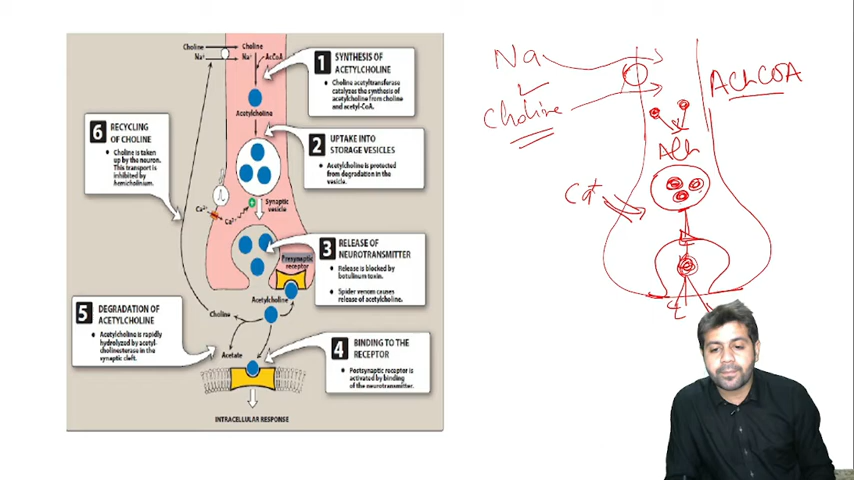 Choline
Choline
Na⁺
Na⁺
AcCoA
1
SYNTHESIS OF
ACETYLCHOLINE
• Choline acetyltransferase
catalyzes the synthesis of
acetylcholine from choline
and acetyl-CoA.
Acetylcholine
2
UPTAKE INTO
STORAGE VESICLES
• Acetylcholine is protected
from degradation in the
vesicle.
6
RECYCLING
OF CHOLINE
• Choline is taken
up by the neuron.
This transport is
inhibited by
hemicholinium.
Ca²⁺
Ca²⁺
Synaptic
vesicle
3
RELEASE OF
NEUROTRANSMITTER
• Release is blocked by
botulinum toxin.
• Spider venom causes
release of acetylcholine.
Presynaptic
receptor
Acetylcholine
5
DEGRADATION OF
ACETYLCHOLINE
• Acetylcholine is rapidly
hydrolyzed by acetyl-
cholinesterase in the
synaptic cleft.
Choline
Acetate
4
BINDING TO THE
RECEPTOR
• Postsynaptic receptor is
activated by binding
of the neurotransmitter.
INTRACELLULAR RESPONSE
Na
Choline
ACh
Ca⁺